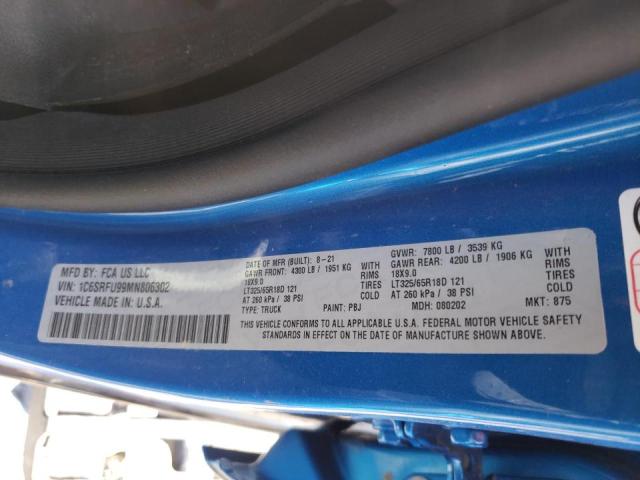 MFD BY: FCA US LLC
VIN: 1C6SRFU99MN806302
VEHICLE MADE IN U.S.A.
DATE OF MFR (BUILT): 8-21
GAWR FRONT: 4300 LB / 1951 KG WITH
18X9.0 RIMS
LT325/65R18D 121 TIRES
AT 260 kPa / 38 PSI COLD
TYPE: TRUCK PAINT: PBJ
GVWR: 7800 LB / 3539 KG
GAWR REAR: 4200 LB / 1906 KG WITH
18X9.0 RIMS
LT325/65R18D 121 TIRES
AT 260 kPa / 38 PSI COLD
MDH: 080202 MKT: 875
THIS VEHICLE CONFORMS TO ALL APPLICABLE U.S.A. FEDERAL MOTOR VEHICLE SAFETY
STANDARDS IN EFFECT ON THE DATE OF MANUFACTURE SHOWN ABOVE.